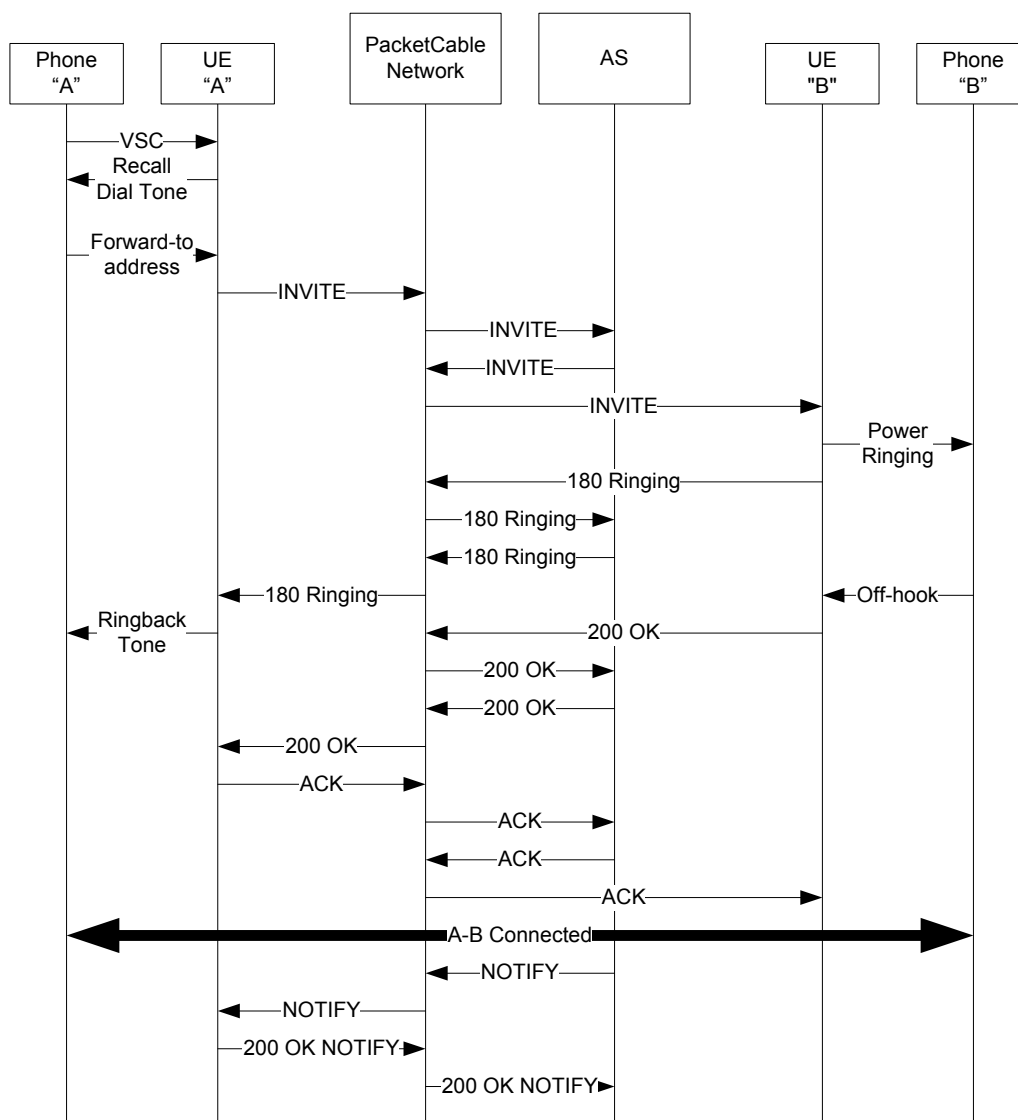 Phone
“A”
UE
“A”
PacketCable
Network
AS
UE
"B"
Phone
“B”
VSC
Recall
Dial Tone
Forward-to
address
INVITE
INVITE
INVITE
INVITE
Power
Ringing
180 Ringing
180 Ringing
180 Ringing
180 Ringing
Off-hook
Ringback
Tone
200 OK
200 OK
200 OK
200 OK
ACK
ACK
ACK
ACK
A-B Connected
NOTIFY
NOTIFY
200 OK NOTIFY
200 OK NOTIFY